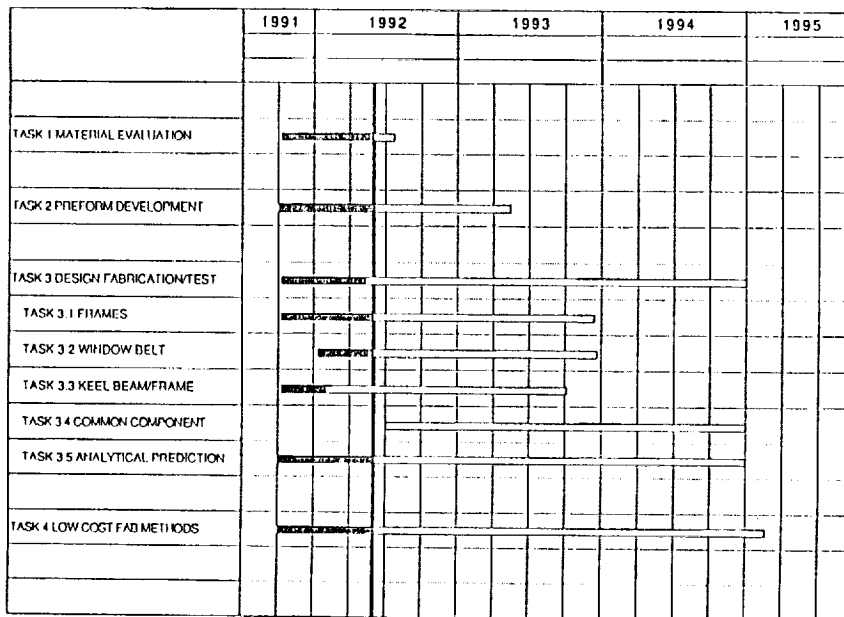 1991 1992 1993 1994 1995
TASK 1 MATERIAL EVALUATION
TASK 2 PREFORM DEVELOPMENT
TASK 3 DESIGN FABRICATION/TEST
TASK 3.1 FRAMES
TASK 3.2 WINDOW BELT
TASK 3.3 KEEL BEAM/FRAME
TASK 3.4 COMMON COMPONENT
TASK 3.5 ANALYTICAL PREDICTION
TASK 4 LOW COST FAB METHODS